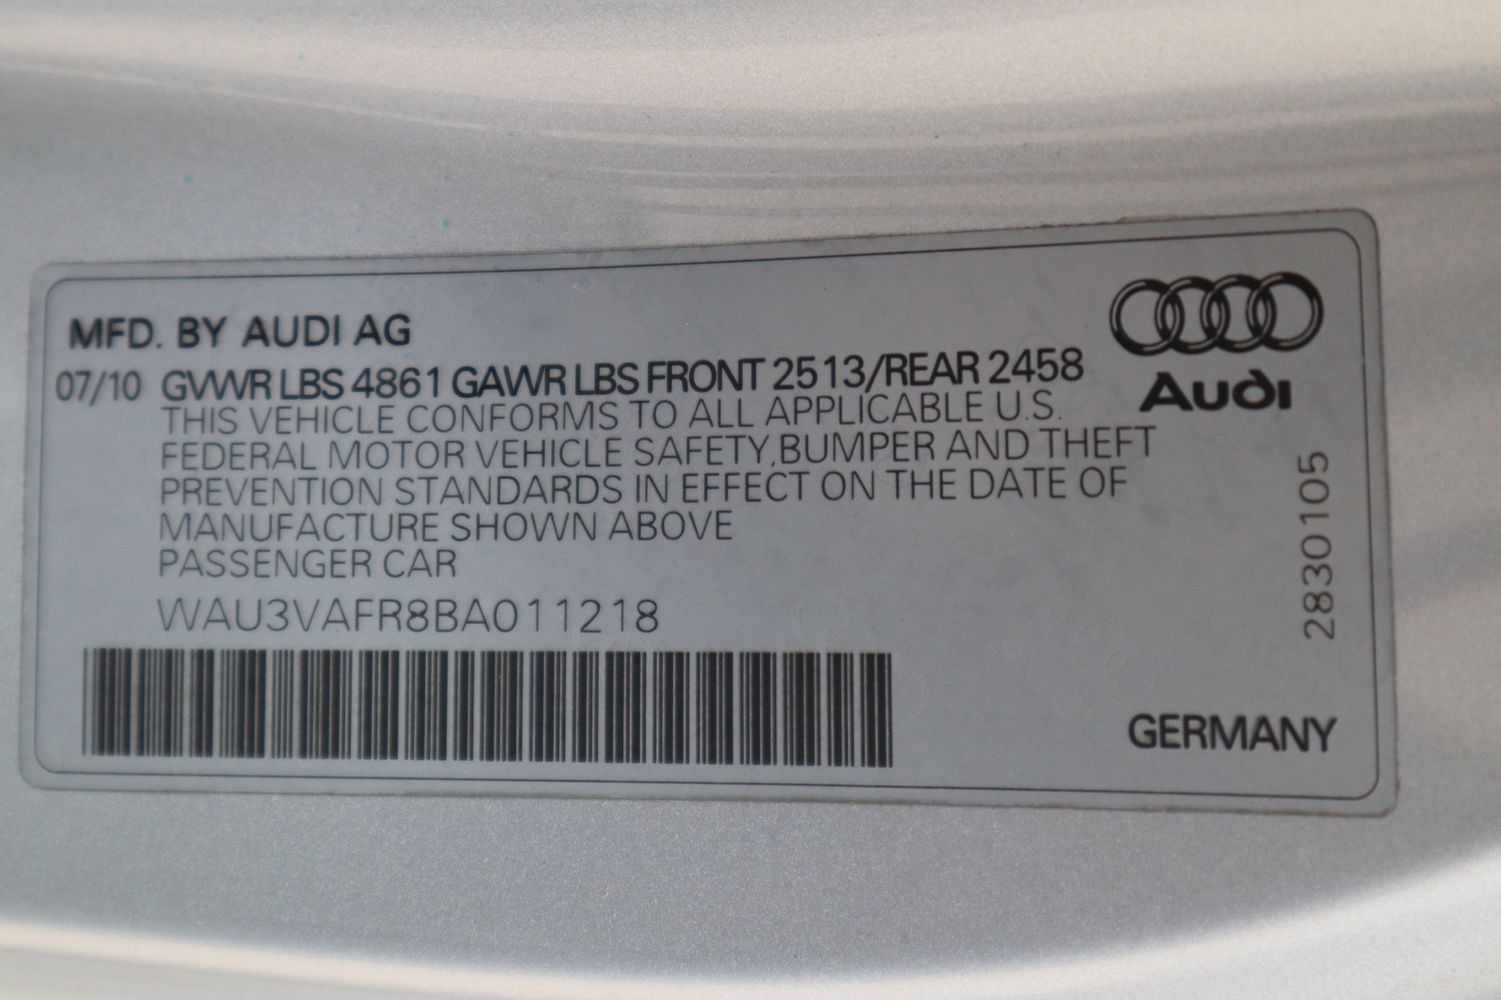 MFD. BY AUDI AG
07/10 GVWR LBS 4861 GAWR LBS FRONT 2513/REAR 2458
THIS VEHICLE CONFORMS TO ALL APPLICABLE U.S.
FEDERAL MOTOR VEHICLE SAFETY,BUMPER AND THEFT
PREVENTION STANDARDS IN EFFECT ON THE DATE OF
MANUFACTURE SHOWN ABOVE
PASSENGER CAR
WAU3VAFR8BA011218
Audi
2830105
GERMANY